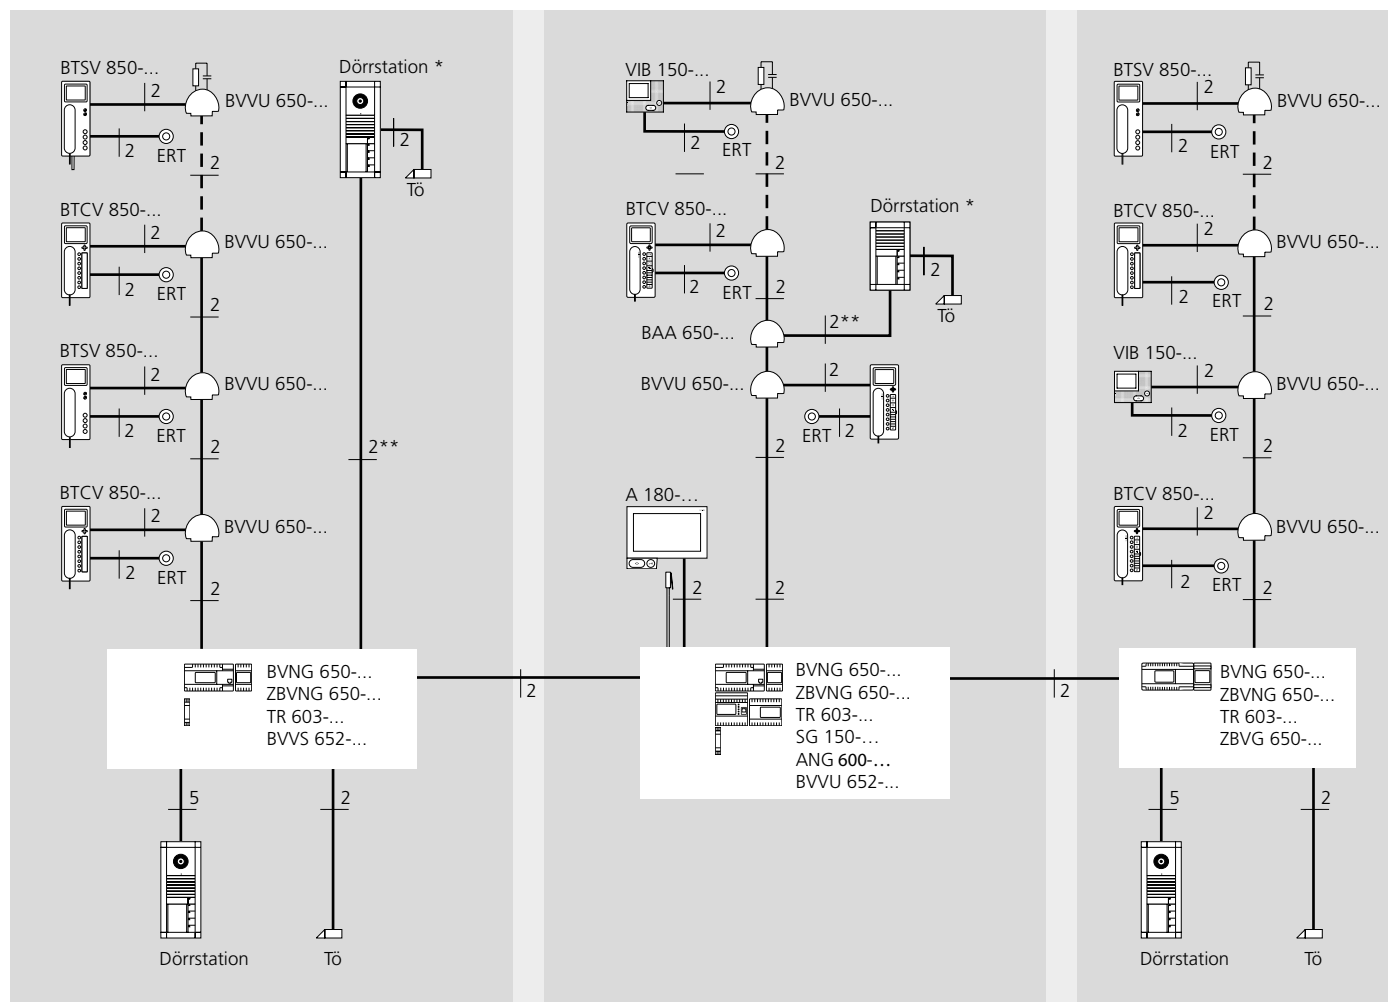 BTSV 850-...
2
BVVU 650-...
2
ERT
2
Dörrstation *
2
Tö
BTCV 850-...
2
BVVU 650-...
2
ERT
2
BTSV 850-...
2
BVVU 650-...
2
ERT
2
2**
BTCV 850-...
2
BVVU 650-...
2
ERT
2
BVNG 650-...
ZBVNG 650-...
TR 603-...
BVVS 652-...
2
5
2
Dörrstation
Tö
VIB 150-...
2
BVVU 650-...
2
ERT
2
BTCV 850-...
2
2
ERT
2
Dörrstation *
2
Tö
BAA 650-...
2**
BVVU 650-...
2
ERT
2
2
A 180-...
2
2
BVNG 650-...
ZBVNG 650-...
TR 603-...
SG 150-...
ANG 600-...
BVVU 652-...
2
BTSV 850-...
2
BVVU 650-...
2
ERT
2
BTCV 850-...
2
BVVU 650-...
2
ERT
2
VIB 150-...
2
BVVU 650-...
2
ERT
2
BTCV 850-...
2
BVVU 650-...
2
ERT
2
BVNG 650-...
ZBVNG 650-...
TR 603-...
ZBVG 650-...
5
2
Dörrstation
Tö